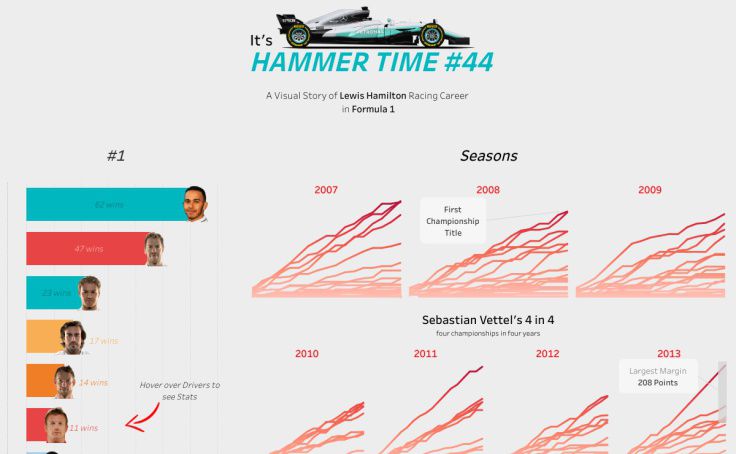 It's
HAMMER TIME #44
A Visual Story of Lewis Hamilton Racing Career
in Formula 1
#1
62 wins
47 wins
23 wins
17 wins
14 wins
11 wins
Hover over Drivers to
see Stats
Seasons
2007
2008
2009
First
Championship
Title
Sebastian Vettel's 4 in 4
four championships in four years
2010
2011
2012
2013
Largest Margin
208 Points
PETRONAS